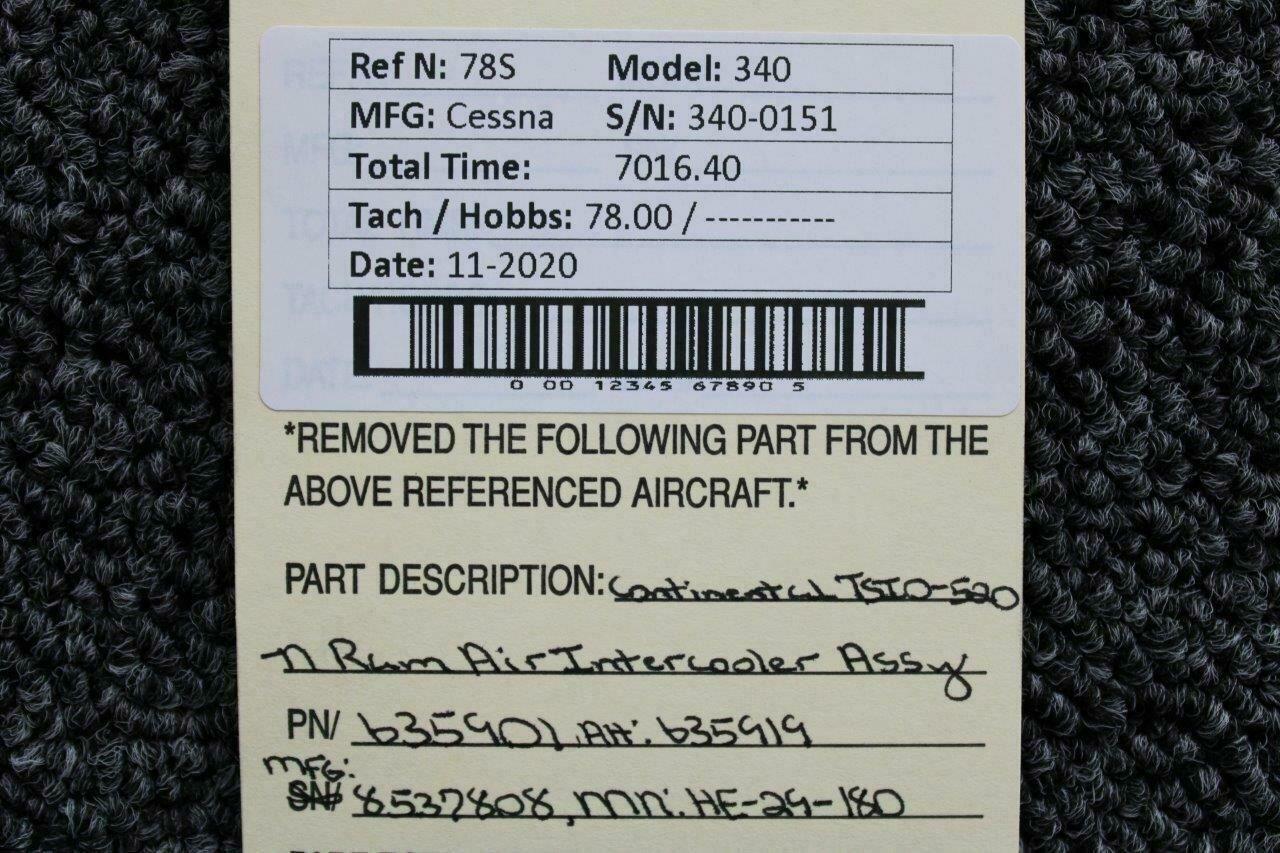 Ref N: 78S Model: 340
MFG: Cessna S/N: 340-0151
Total Time: 7016.40
Tach / Hobbs: 78.00 / -----------
Date: 11-2020
0 00 12345 67890 5
*REMOVED THE FOLLOWING PART FROM THE
ABOVE REFERENCED AIRCRAFT.*
PART DESCRIPTION: Continental TSIO-520
n Ram Air Intercooler Assy
PN/ 635901, Alt: 635919
MFG:
SN# 8537808, MN: HE-24-180